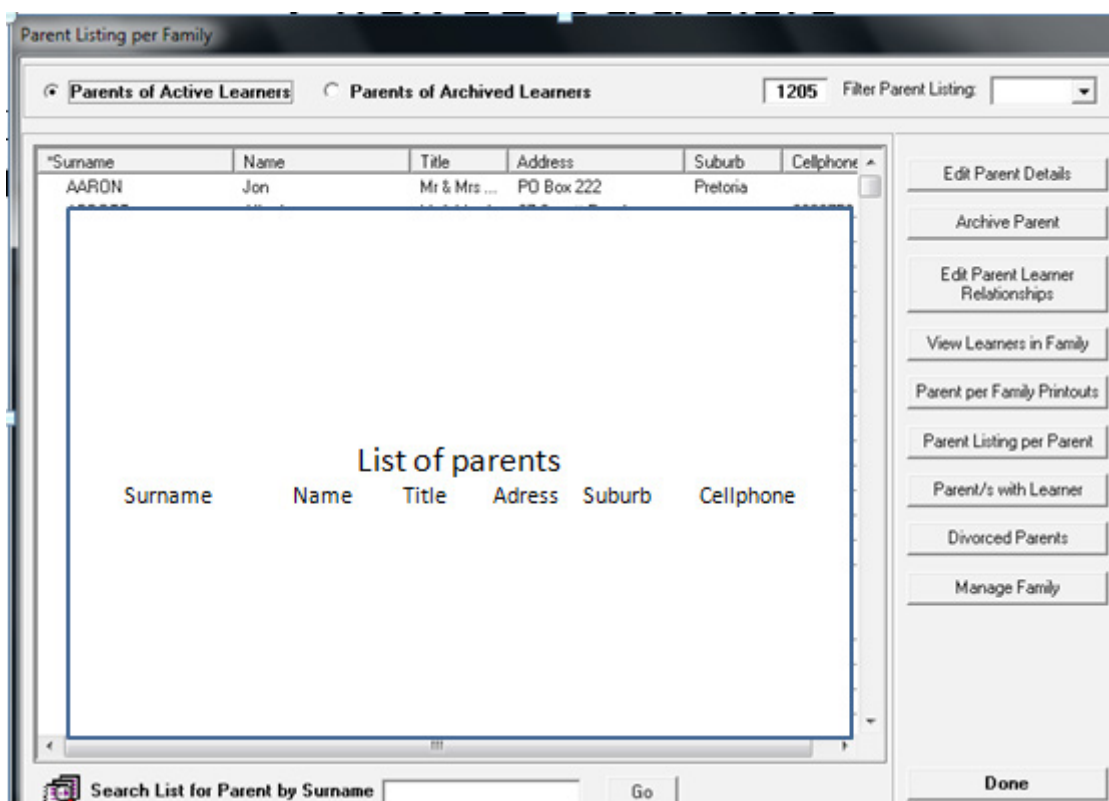 Parent Listing per Family
Parents of Active Learners Parents of Archived Learners 1205 Filter Parent Listing:
*Surname Name Title Address Suburb Cellphone
AARON Jon Mr & Mrs ... PO Box 222 Pretoria
List of parents
Surname Name Title Adress Suburb Cellphone
Search List for Parent by Surname Go
Edit Parent Details
Archive Parent
Edit Parent Learner
Relationships
View Learners in Family
Parent per Family Printouts
Parent Listing per Parent
Parent/s with Learner
Divorced Parents
Manage Family
Done